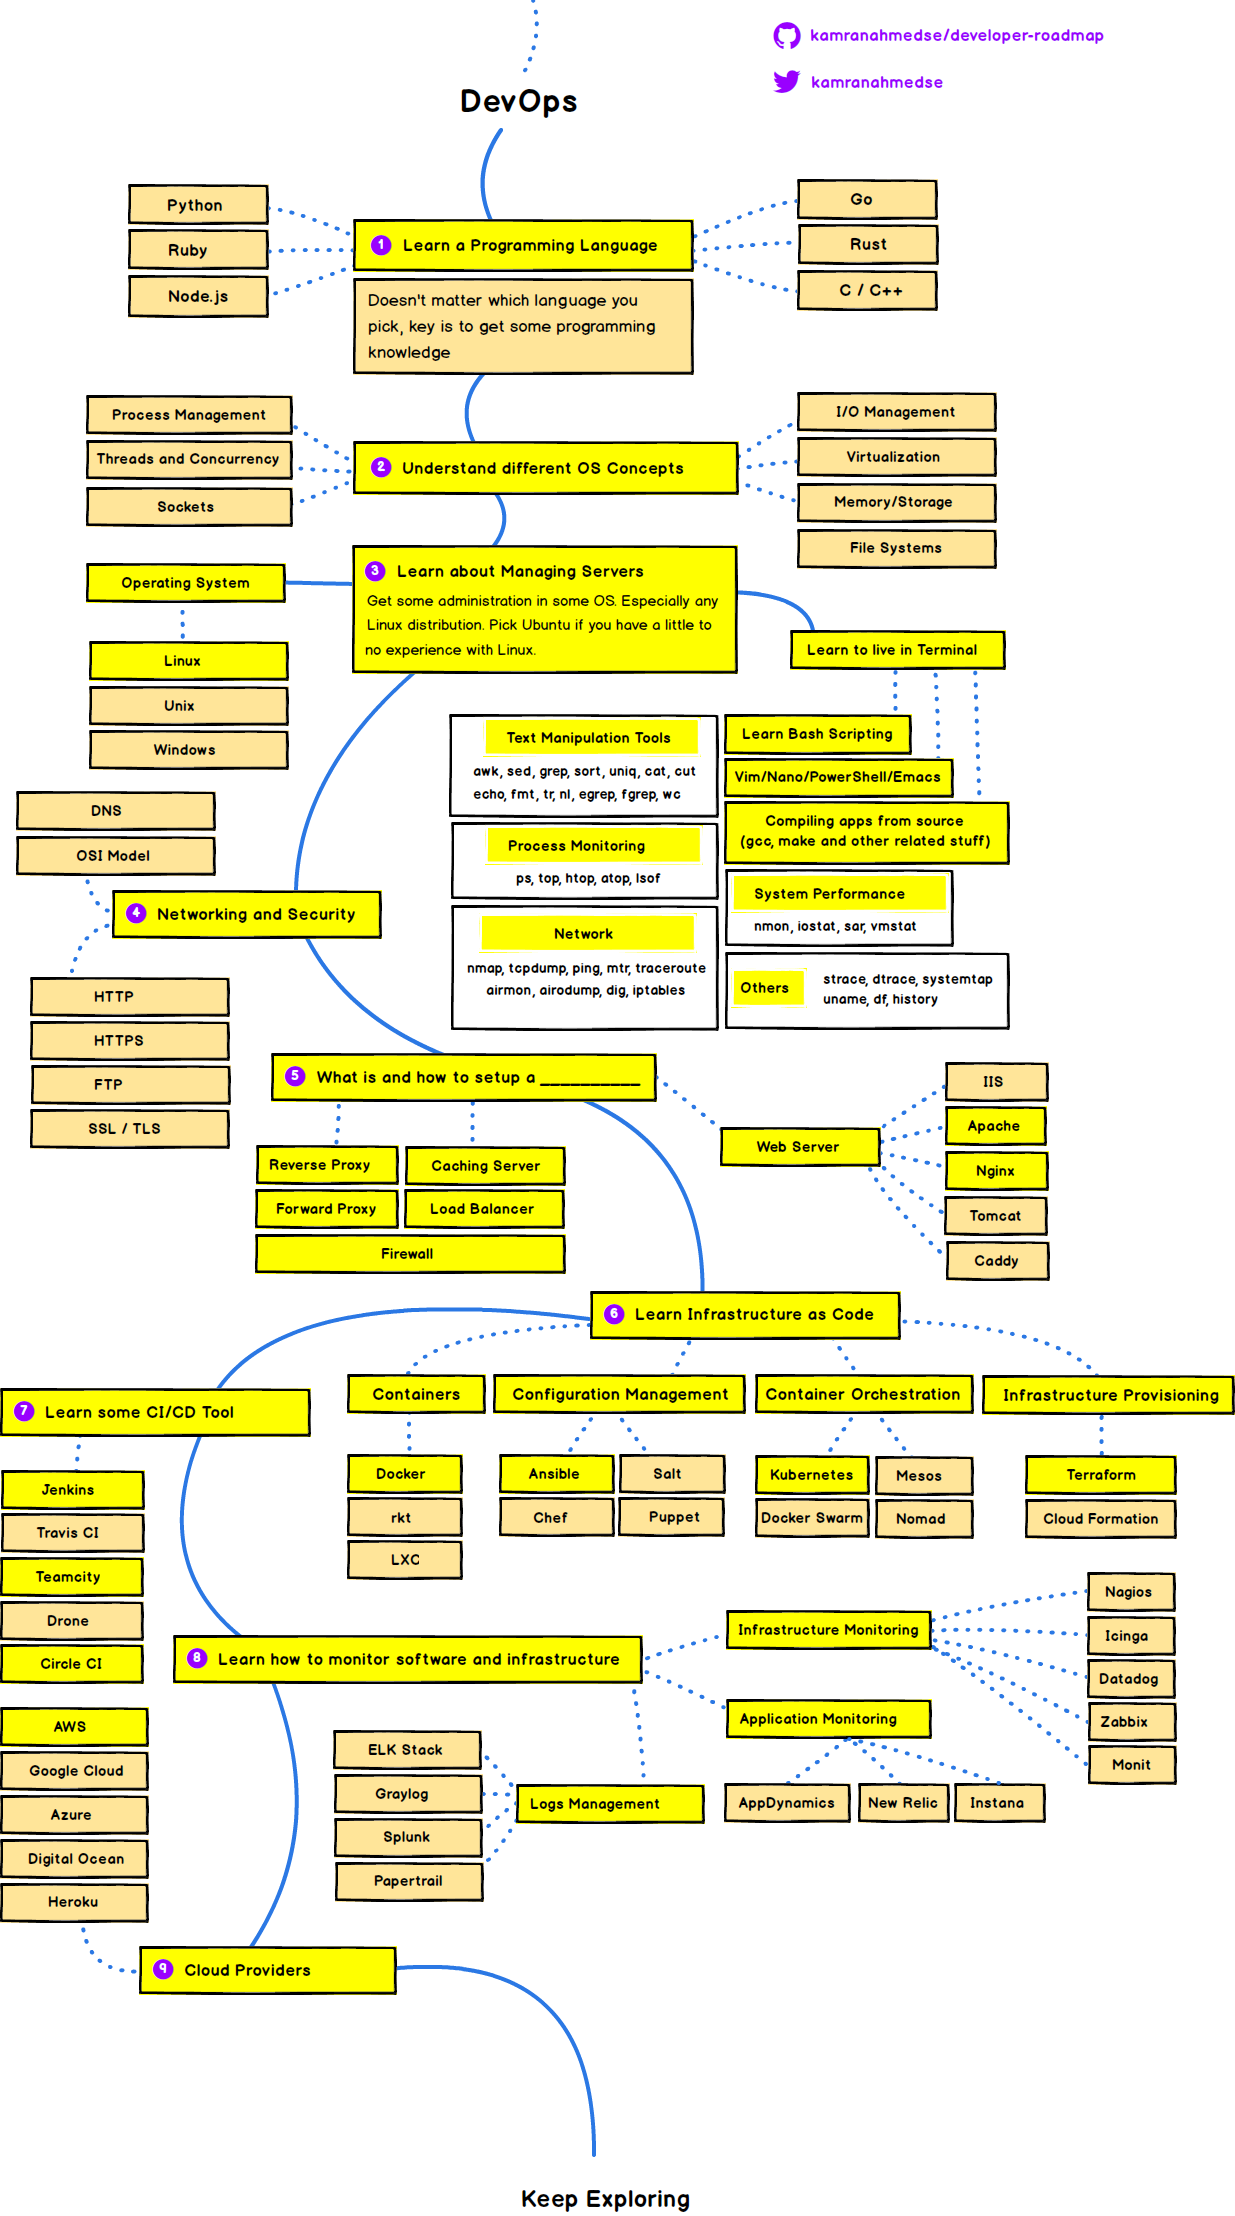 kamranahmedse/developer-roadmap
kamranahmedse
DevOps
Python
Ruby
Node.js
1 Learn a Programming Language
Doesn't matter which language you
pick, key is to get some programming
knowledge
Go
Rust
C / C++
Process Management
Threads and Concurrency
Sockets
2 Understand different OS Concepts
I/O Management
Virtualization
Memory/Storage
File Systems
3 Learn about Managing Servers
Get some administration in some OS. Especially any
Linux distribution. Pick Ubuntu if you have a little to
no experience with Linux.
Operating System
Linux
Unix
Windows
Learn to live in Terminal
Text Manipulation Tools
awk, sed, grep, sort, uniq, cat, cut
echo, fmt, tr, nl, egrep, fgrep, wc
Process Monitoring
ps, top, htop, atop, lsof
Network
nmap, tcpdump, ping, mtr, traceroute
airmon, airodump, dig, iptables
Learn Bash Scripting
Vim/Nano/PowerShell/Emacs
Compiling apps from source
(gcc, make and other related stuff)
System Performance
nmon, iostat, sar, vmstat
Others
strace, dtrace, systemtap
uname, df, history
DNS
OSI Model
4 Networking and Security
HTTP
HTTPS
FTP
SSL / TLS
5 What is and how to setup a __________
Reverse Proxy
Caching Server
Forward Proxy
Load Balancer
Firewall
Web Server
IIS
Apache
Nginx
Tomcat
Caddy
6 Learn Infrastructure as Code
Containers
Docker
rkt
LXC
Configuration Management
Ansible
Salt
Chef
Puppet
Container Orchestration
Kubernetes
Mesos
Docker Swarm
Nomad
Infrastructure Provisioning
Terraform
Cloud Formation
7 Learn some CI/CD Tool
Jenkins
Travis CI
Teamcity
Drone
Circle CI
8 Learn how to monitor software and infrastructure
Infrastructure Monitoring
Nagios
Icinga
Datadog
Zabbix
Monit
Application Monitoring
AppDynamics
New Relic
Instana
Logs Management
ELK Stack
Graylog
Splunk
Papertrail
AWS
Google Cloud
Azure
Digital Ocean
Heroku
9 Cloud Providers
Keep Exploring